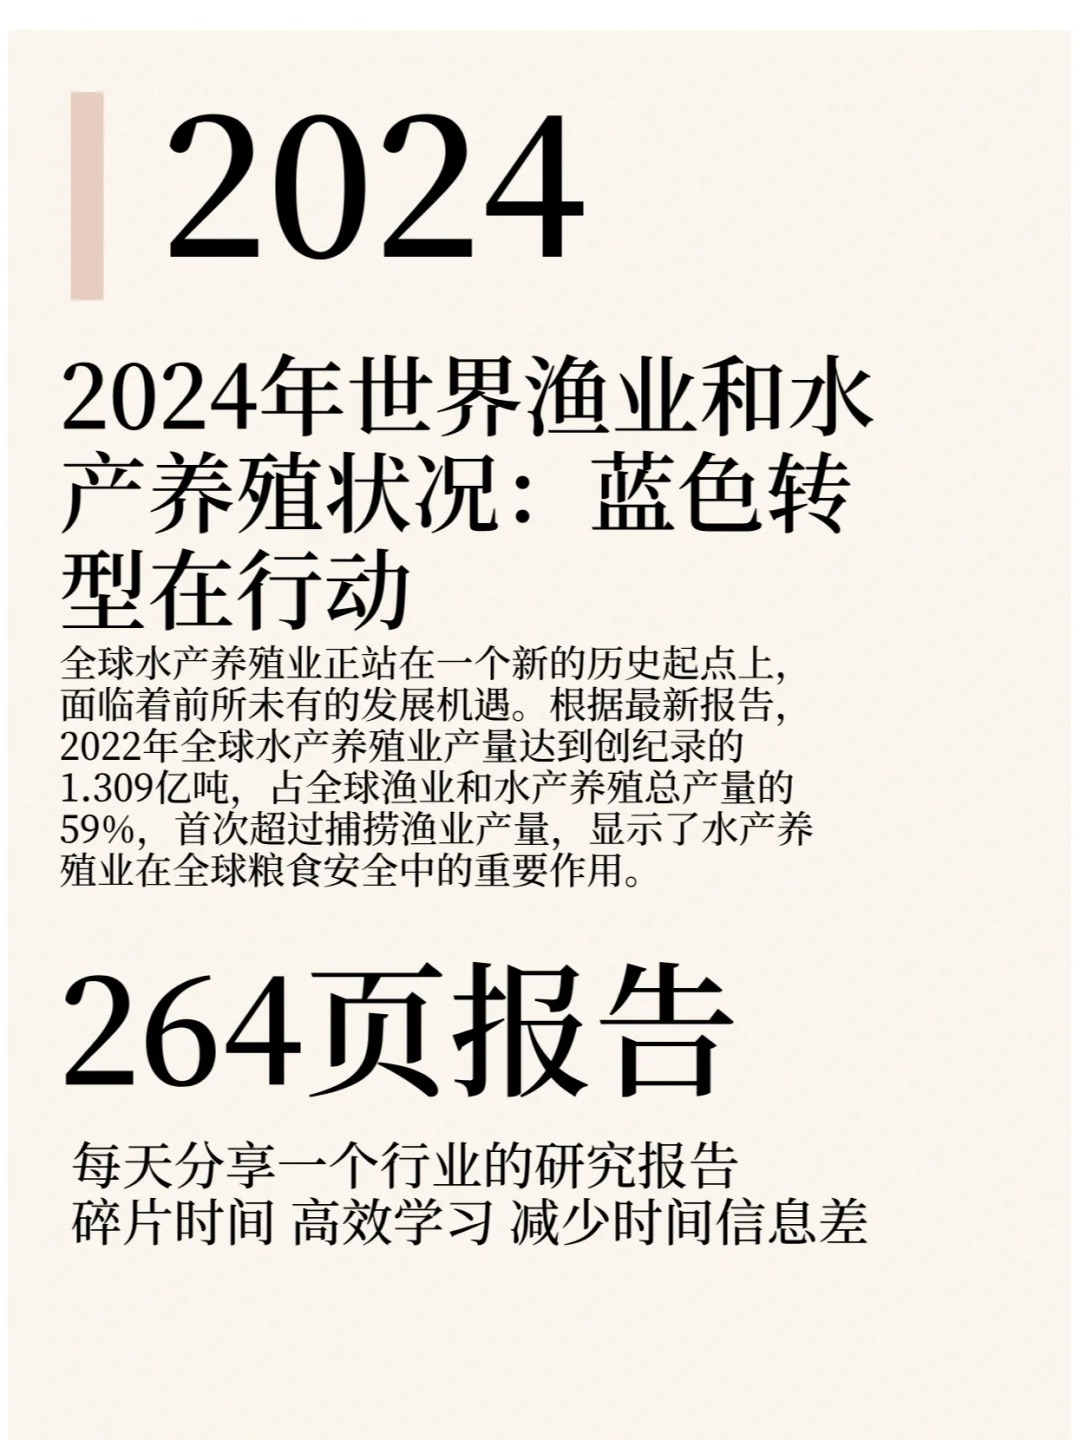 2024
2024年世界渔业和水
产养殖状况：蓝色转
型在行动
全球水产养殖业正站在一个新的历史起点上，
面临着前所未有的发展机遇。根据最新报告，
2022年全球水产养殖业产量达到创纪录的
1.309亿吨，占全球渔业和水产养殖总产量的
59%，首次超过捕捞渔业产量，显示了水产养
殖业在全球粮食安全中的重要作用。
264页报告
每天分享一个行业的研究报告
碎片时间 高效学习 减少时间信息差